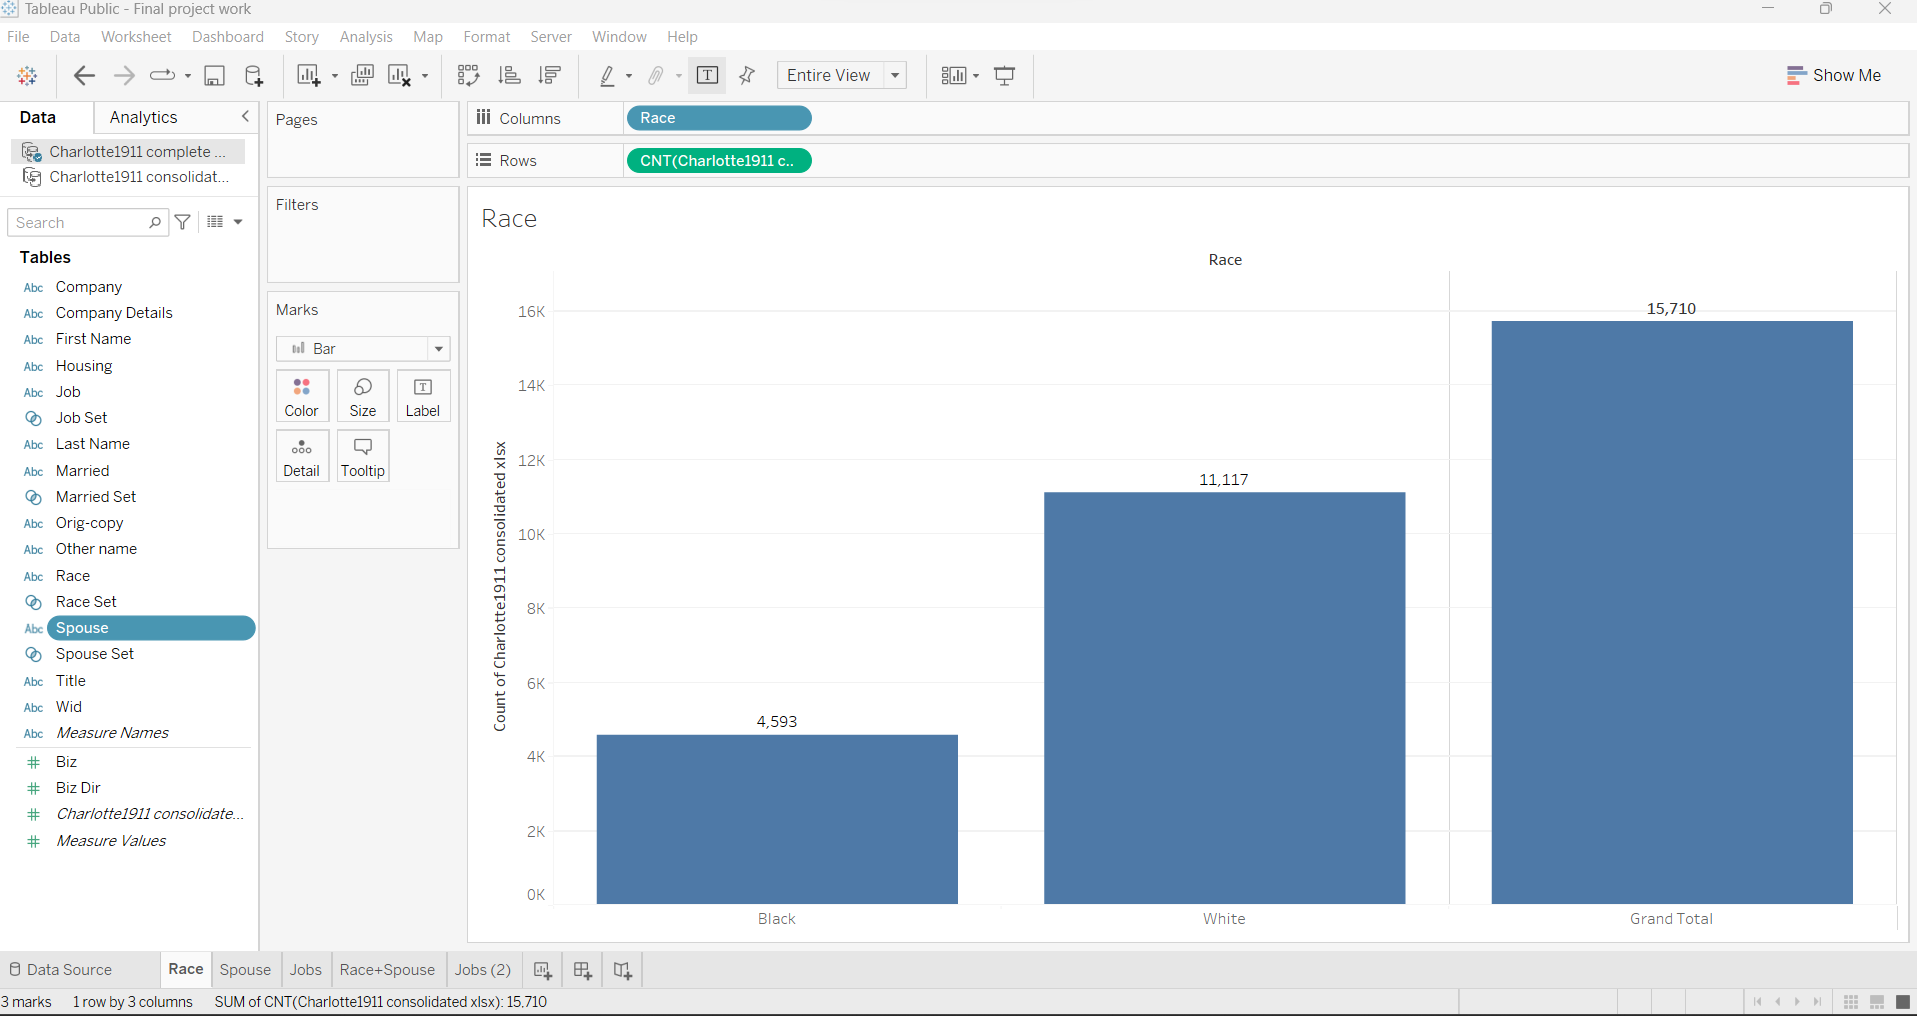 Tableau Public - Final project work
File Data Worksheet Dashboard Story Analysis Map Format Server Window Help
Entire View
Show Me
Data Analytics
Charlotte1911 complete ...
Charlotte1911 consolidat...
Search
Tables
Abc Company
Abc Company Details
Abc First Name
Abc Housing
Abc Job
Job Set
Abc Last Name
Abc Married
Married Set
Abc Orig-copy
Abc Other name
Abc Race
Race Set
Abc Spouse
Spouse Set
Abc Title
Abc Wid
Abc Measure Names
# Biz
# Biz Dir
# Charlotte1911 consolidate...
# Measure Values
Pages
Filters
Marks
Bar
Color Size Label
Detail Tooltip
Columns Race
Rows CNT(Charlotte1911 c..
Race
Race
Count of Charlotte1911 consolidated xlsx
16K
14K
12K
10K
8K
6K
4K
2K
0K
4,593
11,117
15,710
Black White Grand Total
Data Source Race Spouse Jobs Race+Spouse Jobs (2)
3 marks 1 row by 3 columns SUM of CNT(Charlotte1911 consolidated xlsx): 15,710